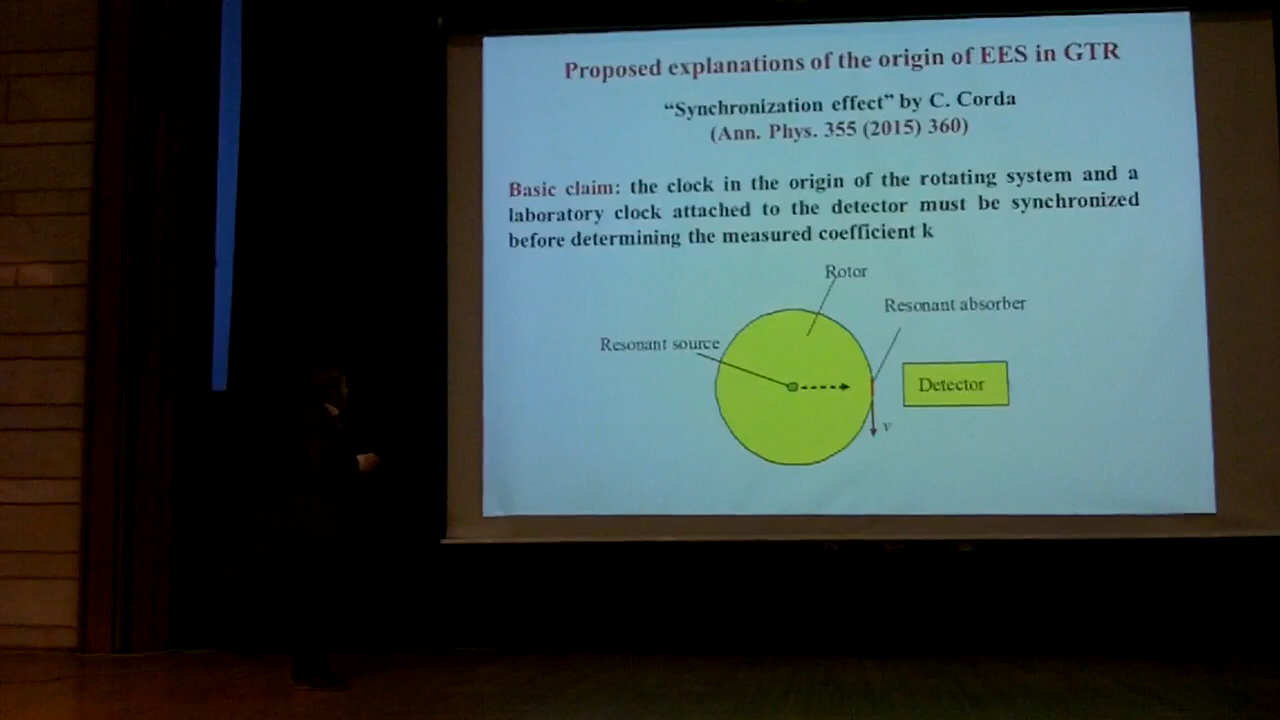 Proposed explanations of the origin of EES in GTR
“Synchronization effect” by C. Corda
(Ann. Phys. 355 (2015) 360)
Basic claim: the clock in the origin of the rotating system and a
laboratory clock attached to the detector must be synchronized
before determining the measured coefficient k
Rotor
Resonant absorber
Resonant source
Detector
v